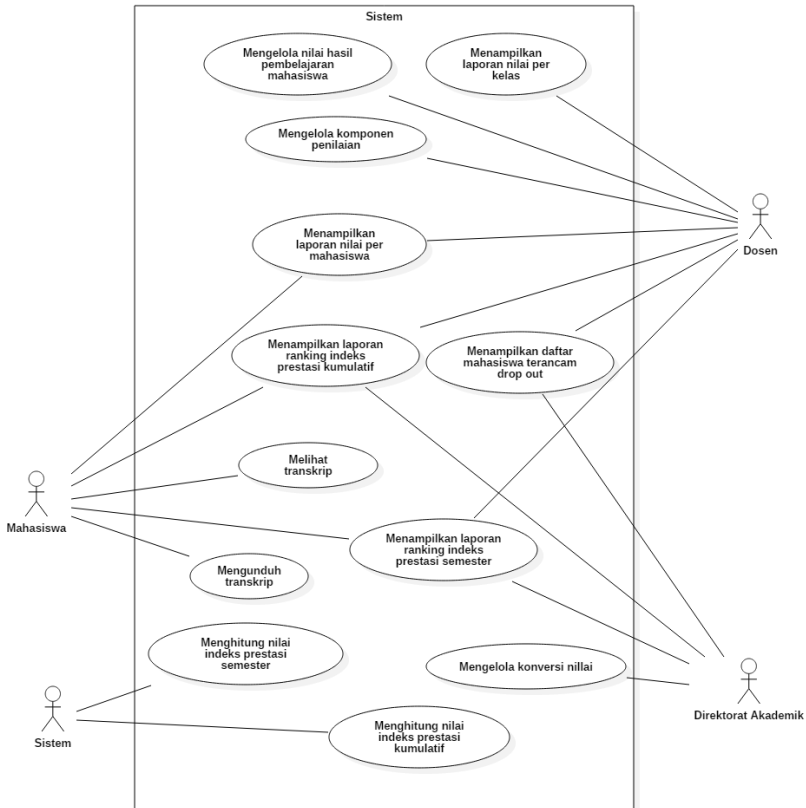 Sistem
Mengelola nilai hasil
pembelajaran
mahasiswa
Menampilkan
laporan nilai per
kelas
Mengelola komponen
penilaian
Menampilkan
laporan nilai per
mahasiswa
Dosen
Menampilkan laporan
ranking indeks
prestasi kumulatif
Menampilkan daftar
mahasiswa terancam
drop out
Melihat
transkrip
Mahasiswa
Menampilkan laporan
ranking indeks
prestasi semester
Mengunduh
transkrip
Menghitung nilai
indeks prestasi
semester
Mengelola konversi nillai
Direktorat Akademik
Sistem
Menghitung nilai
indeks prestasi
kumulatif